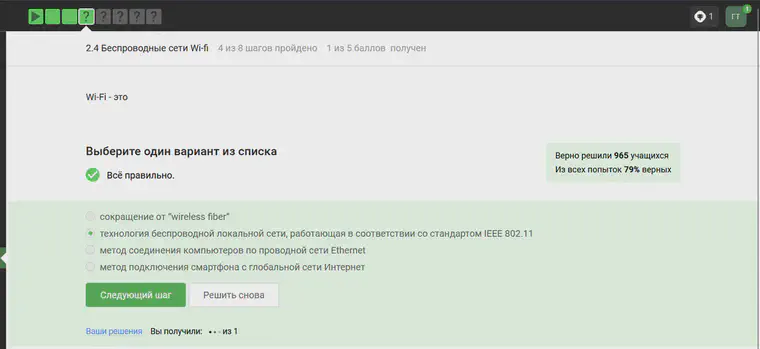 ? ? ? ? ?
1
ГТ
1
2.4 Беспроводные сети Wi-fi 4 из 8 шагов пройдено 1 из 5 баллов получен
Wi-Fi - это
Выберите один вариант из списка
Всё правильно.
Верно решили 965 учащихся
Из всех попыток 79% верных
сокращение от "wireless fiber"
технология беспроводной локальной сети, работающая в соответствии со стандартом IEEE 802.11
метод соединения компьютеров по проводной сети Ethernet
метод подключения смартфона с глобальной сети Интернет
Следующий шаг
Решить снова
Ваши решения Вы получили: • • • из 1